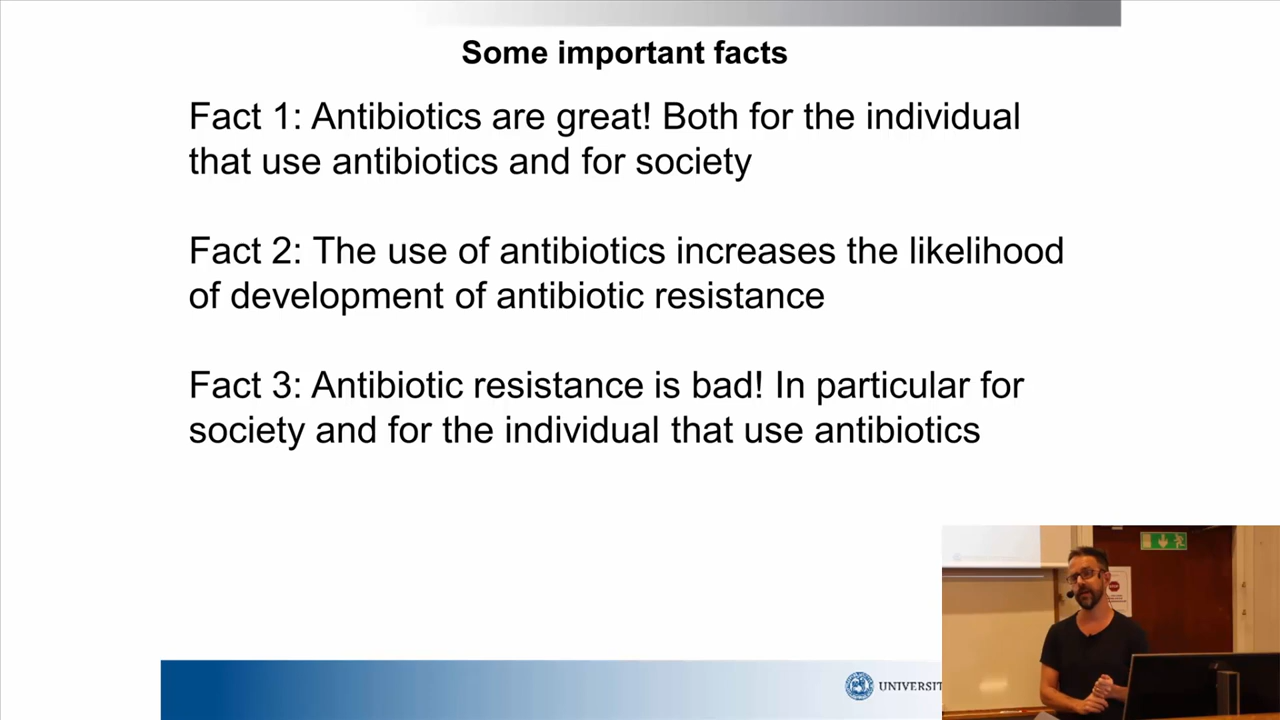 Some important facts
Fact 1: Antibiotics are great! Both for the individual
that use antibiotics and for society
Fact 2: The use of antibiotics increases the likelihood
of development of antibiotic resistance
Fact 3: Antibiotic resistance is bad! In particular for
society and for the individual that use antibiotics